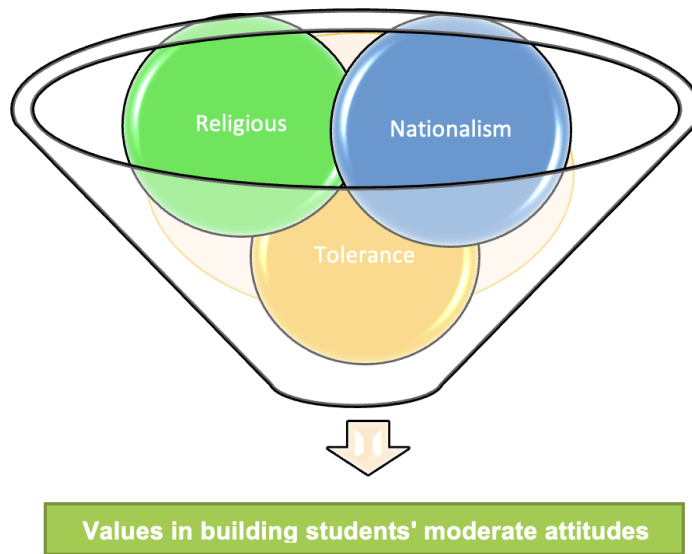 Religious
Nationalism
Tolerance
Values in building students' moderate attitudes